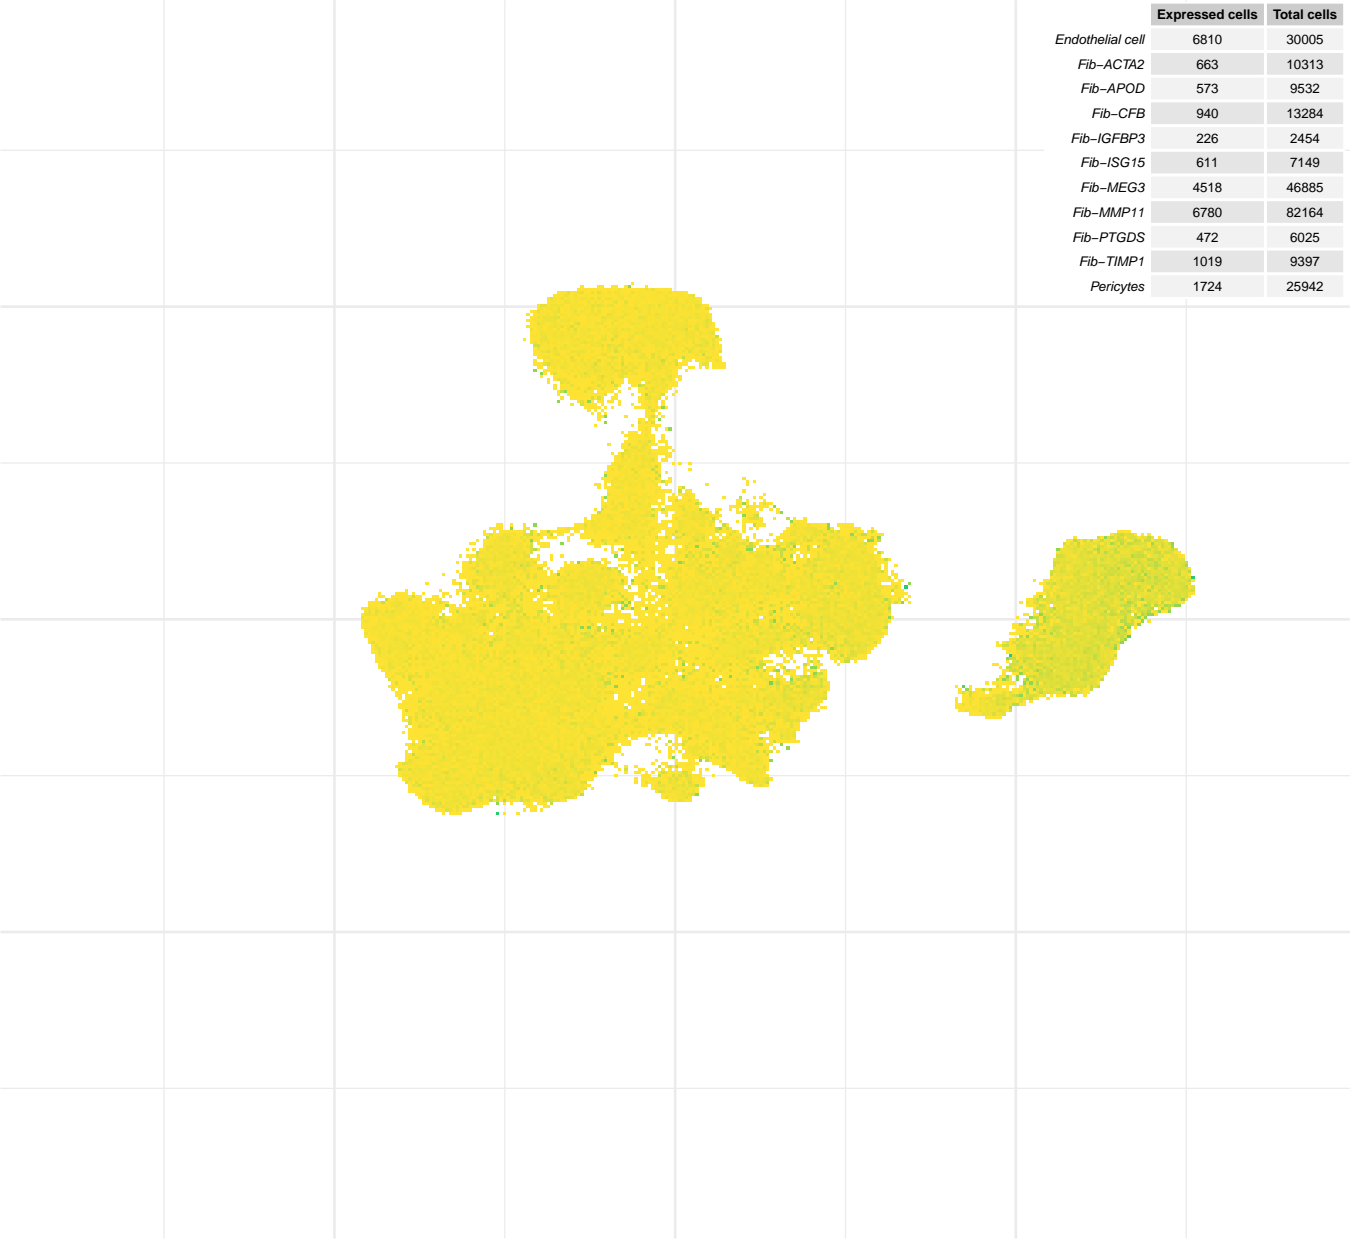 Expressed cells Total cells
Endothelial cell 6810 30005
Fib−ACTA2 663 10313
Fib−APOD 573 9532
Fib−CFB 940 13284
Fib−IGFBP3 226 2454
Fib−ISG15 611 7149
Fib−MEG3 4518 46885
Fib−MMP11 6780 82164
Fib−PTGDS 472 6025
Fib−TIMP1 1019 9397
Pericytes 1724 25942